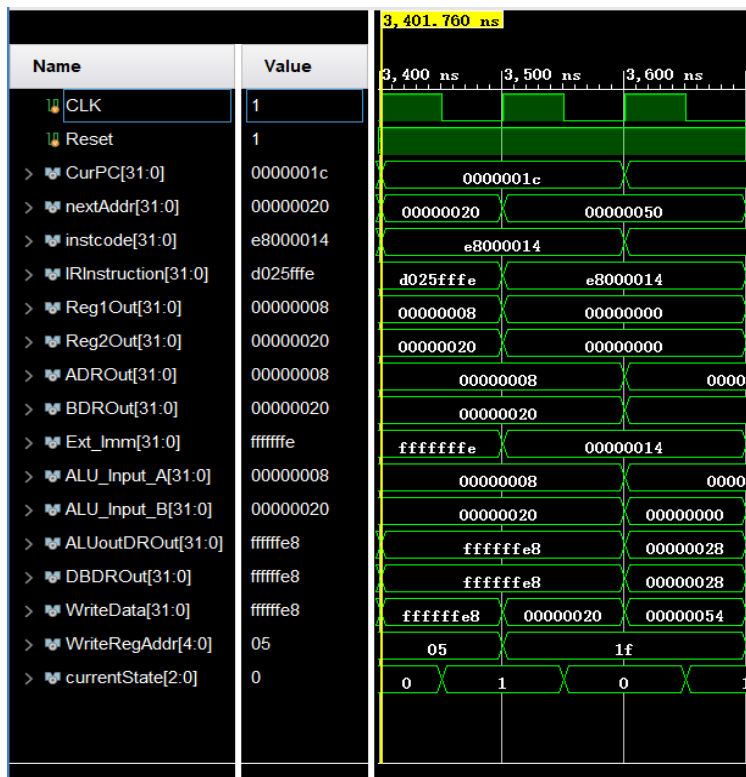 3,401.760 ns
Name Value 3,400 ns 3,500 ns 3,600 ns
CLK 1
Reset 1
> CurPC[31:0] 0000001c 0000001c
> nextAddr[31:0] 00000020 00000020 00000050
> instcode[31:0] e8000014 e8000014
> IRInstruction[31:0] d025fffe d025fffe e8000014
> Reg1Out[31:0] 00000008 00000008 00000000
> Reg2Out[31:0] 00000020 00000020 00000000
> ADROut[31:0] 00000008 00000008 0000
> BDROut[31:0] 00000020 00000020
> Ext_Imm[31:0] fffffffe fffffffe 00000014
> ALU_Input_A[31:0] 00000008 00000008 0000
> ALU_Input_B[31:0] 00000020 00000020 00000000
> ALUoutDROut[31:0] ffffffe8 ffffffe8 00000028
> DBDROut[31:0] ffffffe8 ffffffe8 00000028
> WriteData[31:0] ffffffe8 ffffffe8 00000020 00000054
> WriteRegAddr[4:0] 05 05 1f
> currentState[2:0] 0 0 1 0 1